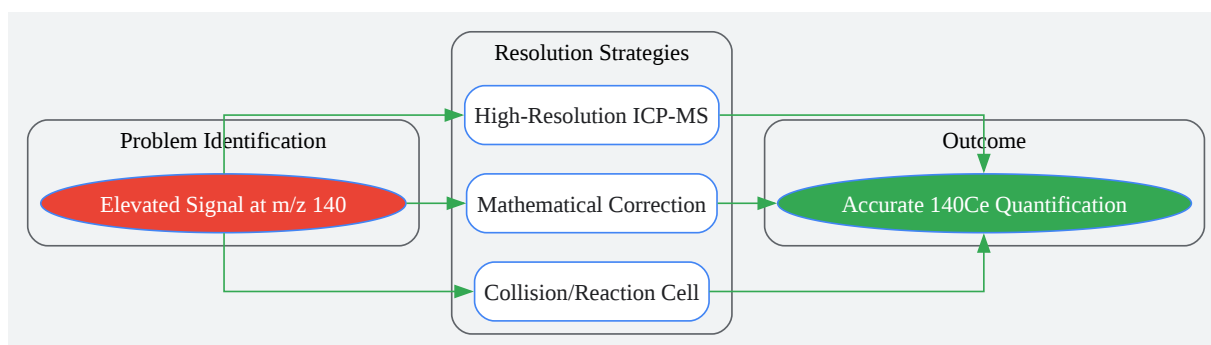 Resolution Strategies
High-Resolution ICP-MS
Problem Identification
Outcome
Elevated Signal at m/z 140
Mathematical Correction
Accurate 140Ce Quantification
Collision/Reaction Cell